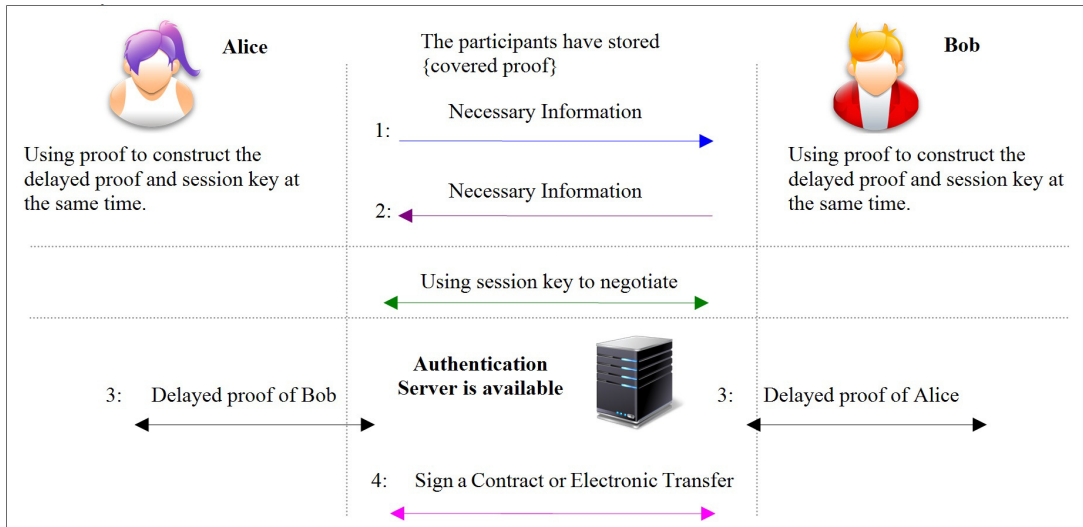 Alice
The participants have stored
{covered proof}
Bob
1:
Necessary Information
Using proof to construct the
delayed proof and session key at
the same time.
2:
Necessary Information
Using proof to construct the
delayed proof and session key at
the same time.
Using session key to negotiate
Authentication
Server is available
3:
Delayed proof of Bob
3:
Delayed proof of Alice
4:
Sign a Contract or Electronic Transfer